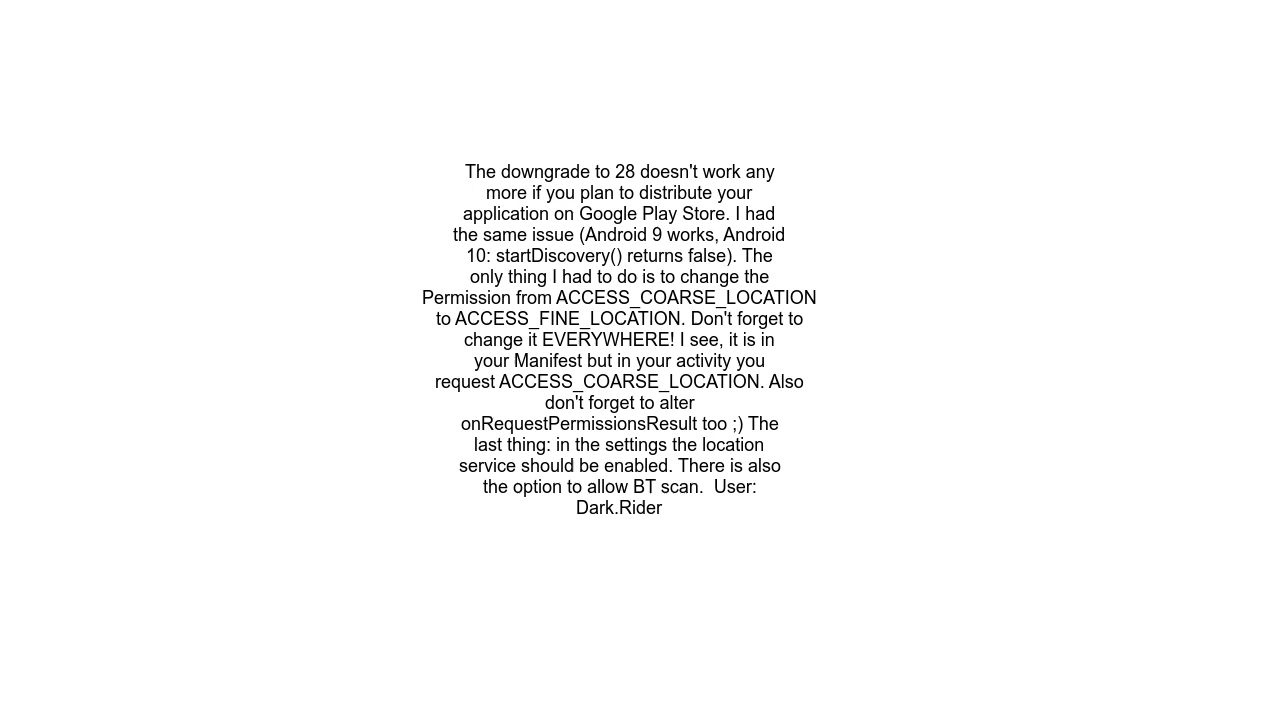 The downgrade to 28 doesn't work any
more if you plan to distribute your
application on Google Play Store. I had
the same issue (Android 9 works, Android
10: startDiscovery() returns false). The
only thing I had to do is to change the
Permission from ACCESS_COARSE_LOCATION
to ACCESS_FINE_LOCATION. Don't forget to
change it EVERYWHERE! I see, it is in
your Manifest but in your activity you
request ACCESS_COARSE_LOCATION. Also
don't forget to alter
onRequestPermissionsResult too ;) The
last thing: in the settings the location
service should be enabled. There is also
the option to allow BT scan.  User:
Dark.Rider